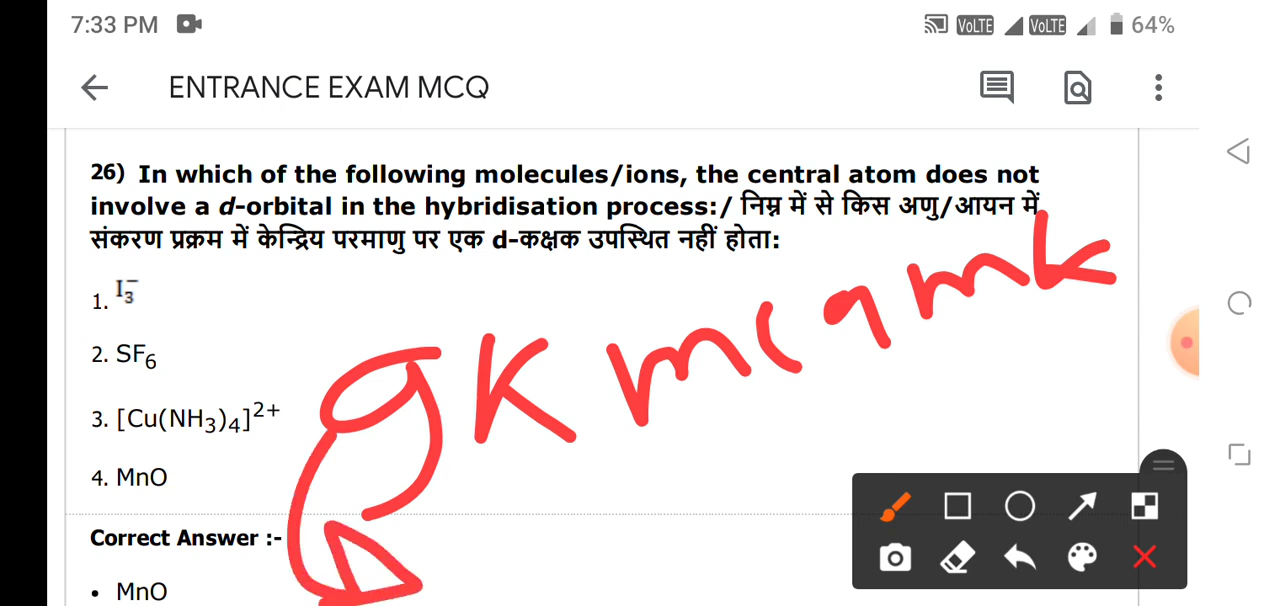 7:33 PM VoLTE VoLTE 64%
ENTRANCE EXAM MCQ
26) In which of the following molecules/ions, the central atom does not
involve a d-orbital in the hybridisation process:/ निम्न में से किस अणु/आयन में
संकरण प्रक्रम में केन्द्रिय परमाणु पर एक d-कक्षक उपस्थित नहीं होता:
1. I₃⁻
2. SF₆
3. [Cu(NH₃)₄]²⁺
4. MnO
gk mcq mk
Correct Answer :-
• MnO